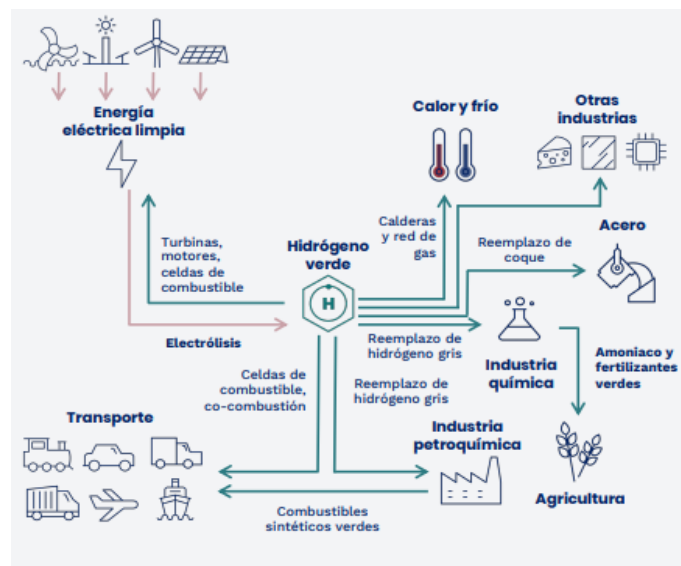 Energía
eléctrica limpia
Calor y frío
Otras
industrias
Turbinas,
motores,
celdas de
combustible
Hidrógeno
verde
H
Calderas
y red de
gas
Reemplazo de
coque
Acero
Electrólisis
Reemplazo de
hidrógeno gris
Industria
química
Amoniaco y
fertilizantes
verdes
Celdas de
combustible,
co-combustión
Reemplazo de
hidrógeno gris
Transporte
Industria
petroquímica
Agricultura
Combustibles
sintéticos verdes